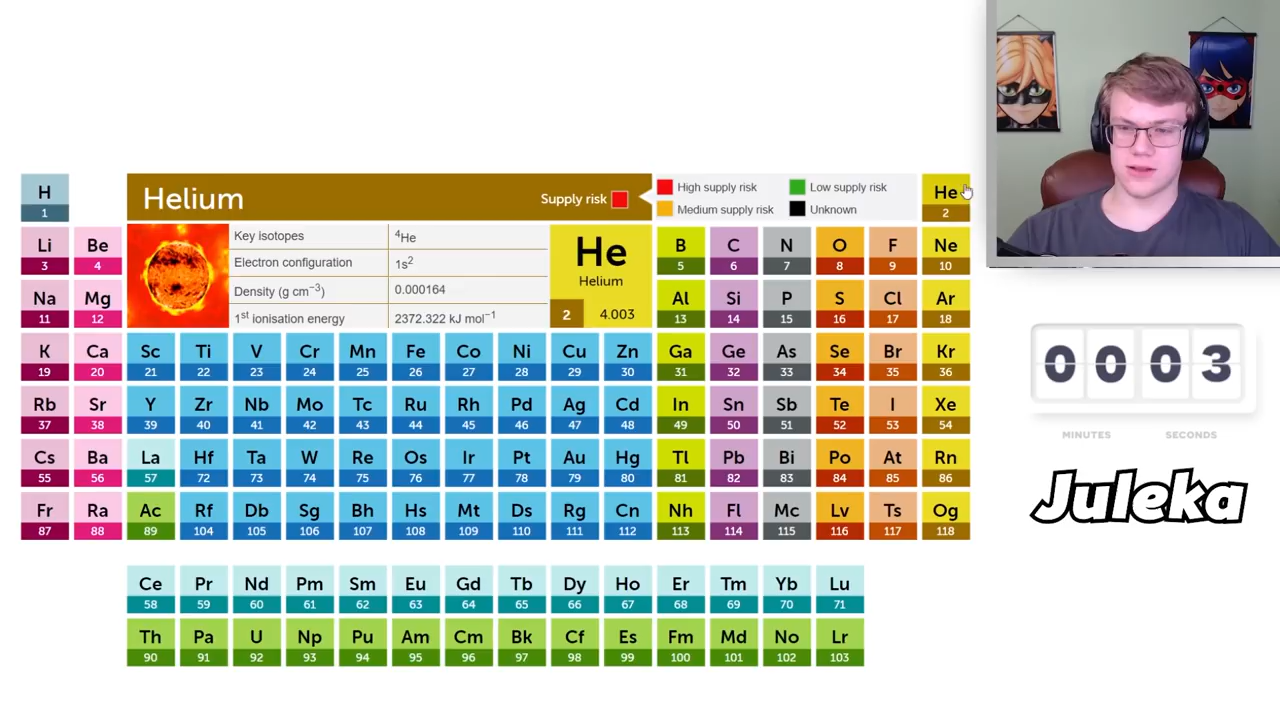 H He
1 2
Helium Supply risk
High supply risk Low supply risk
Medium supply risk Unknown
Key isotopes ⁴He
Electron configuration 1s²
Density (g cm⁻³) 0.000164
1ˢᵗ ionisation energy 2372.322 kJ mol⁻¹
He
Helium
2 4.003
Li Be B C N O F Ne
3 4 5 6 7 8 9 10
Na Mg Al Si P S Cl Ar
11 12 13 14 15 16 17 18
K Ca Sc Ti V Cr Mn Fe Co Ni Cu Zn Ga Ge As Se Br Kr
19 20 21 22 23 24 25 26 27 28 29 30 31 32 33 34 35 36
Rb Sr Y Zr Nb Mo Tc Ru Rh Pd Ag Cd In Sn Sb Te I Xe
37 38 39 40 41 42 43 44 45 46 47 48 49 50 51 52 53 54
Cs Ba La Hf Ta W Re Os Ir Pt Au Hg Tl Pb Bi Po At Rn
55 56 57 72 73 74 75 76 77 78 79 80 81 82 83 84 85 86
Fr Ra Ac Rf Db Sg Bh Hs Mt Ds Rg Cn Nh Fl Mc Lv Ts Og
87 88 89 104 105 106 107 108 109 110 111 112 113 114 115 116 117 118
Ce Pr Nd Pm Sm Eu Gd Tb Dy Ho Er Tm Yb Lu
58 59 60 61 62 63 64 65 66 67 68 69 70 71
Th Pa U Np Pu Am Cm Bk Cf Es Fm Md No Lr
90 91 92 93 94 95 96 97 98 99 100 101 102 103
00 03
MINUTES SECONDS
Juleka